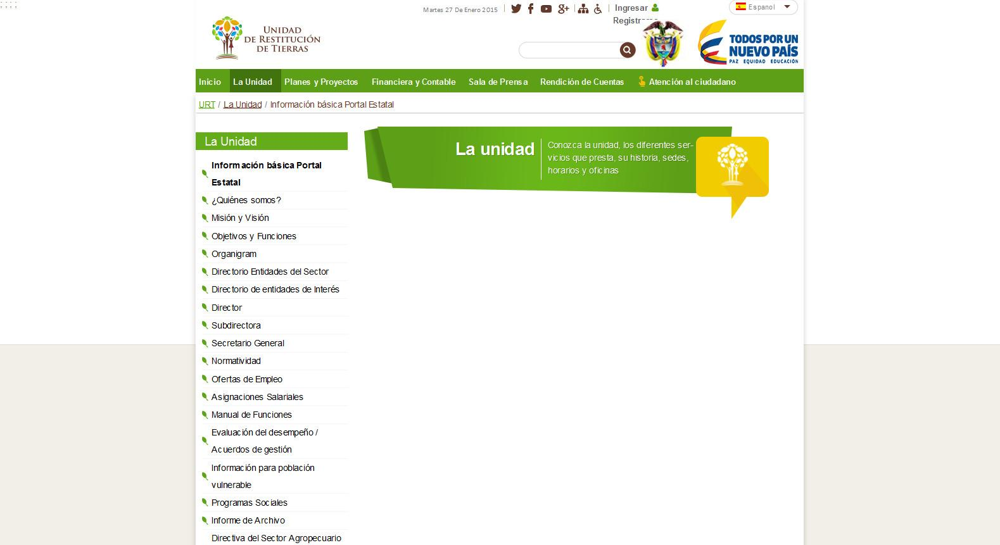 ; ; ; ;
Martes 27 De Enero 2015
Ingresar
Español
UNIDAD
DE RESTITUCIÓN
DE TIERRAS
TODOS POR UN
NUEVO PAÍS
PAZ EQUIDAD EDUCACIÓN
Inicio La Unidad Planes y Proyectos Financiera y Contable Sala de Prensa Rendición de Cuentas Atención al ciudadano
URT / La Unidad / Información básica Portal Estatal
La Unidad
La unidad
Conozca la unidad, los diferentes ser-
vicios que presta, su historia, sedes,
horarios y oficinas
Información básica Portal
Estatal
¿Quiénes somos?
Misión y Visión
Objetivos y Funciones
Organigram
Directorio Entidades del Sector
Directorio de entidades de Interés
Director
Subdirectora
Secretario General
Normatividad
Ofertas de Empleo
Asignaciones Salariales
Manual de Funciones
Evaluación del desempeño /
Acuerdos de gestión
Información para población
vulnerable
Programas Sociales
Informe de Archivo
Directiva del Sector Agropecuario